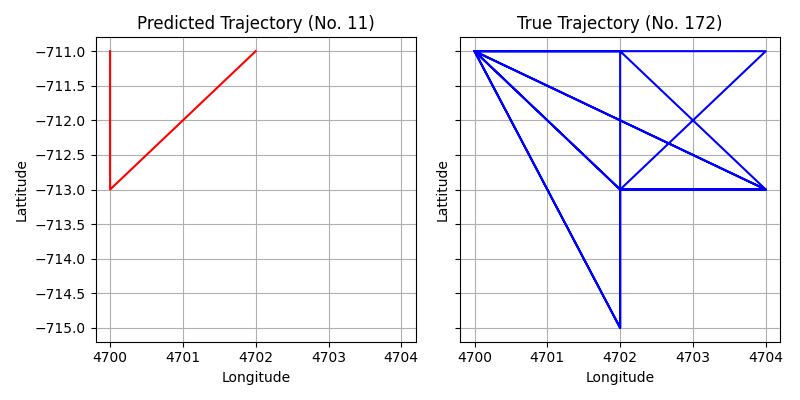 Predicted Trajectory (No. 11)
True Trajectory (No. 172)
−711.0
−711.5
−712.0
−712.5
−713.0
−713.5
−714.0
−714.5
−715.0
Lattitude
Lattitude
4700 4701 4702 4703 4704
4700 4701 4702 4703 4704
Longitude
Longitude